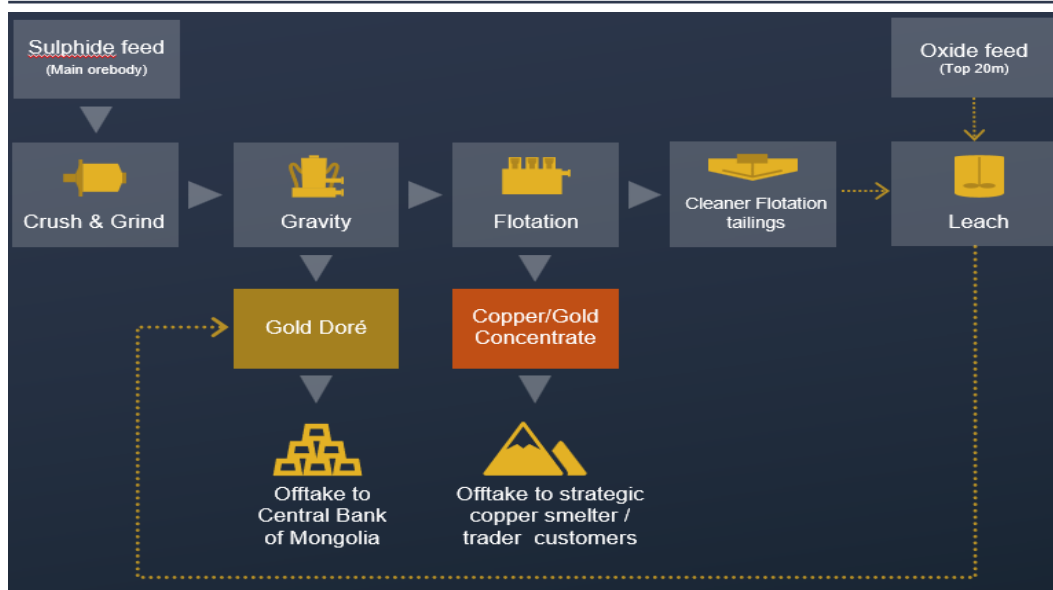 Sulphide feed
(Main orebody)
Oxide feed
(Top 20m)
Crush & Grind
Gravity
Flotation
Cleaner Flotation
tailings
Leach
Gold Doré
Copper/Gold
Concentrate
Offtake to
Central Bank
of Mongolia
Offtake to strategic
copper smelter /
trader customers